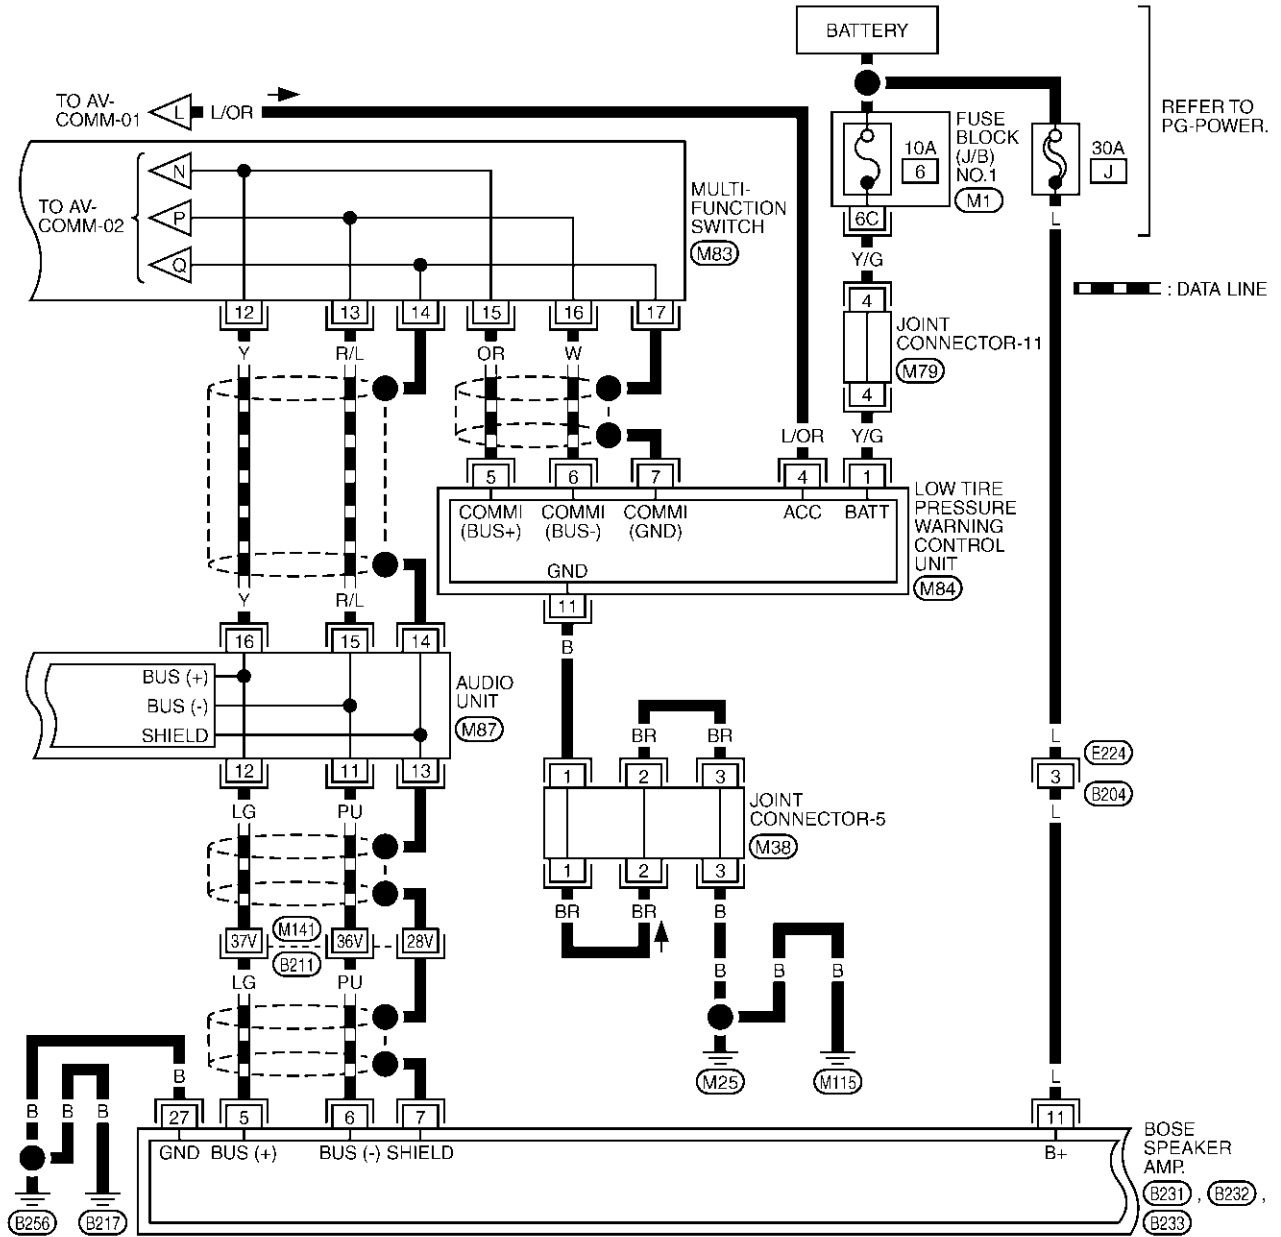 BATTERY
TO AV-
COMM-01
L
L/OR
REFER TO
PG-POWER.
FUSE
BLOCK
(J/B)
NO.1
M1
10A
6
30A
J
6C
L
TO AV-
COMM-02
N
P
Q
MULTI-
FUNCTION
SWITCH
M83
Y/G
: DATA LINE
12
13
14
15
16
17
4
JOINT
CONNECTOR-11
M79
4
Y
R/L
OR
W
L/OR
Y/G
5
6
7
4
1
COMMI
(BUS+)
COMMI
(BUS-)
COMMI
(GND)
ACC
BATT
LOW TIRE
PRESSURE
WARNING
CONTROL
UNIT
M84
GND
11
Y
R/L
B
16
15
14
BUS (+)
BUS (-)
SHIELD
AUDIO
UNIT
M87
12
11
13
BR
BR
L
E224
3
B204
L
1
2
3
LG
PU
JOINT
CONNECTOR-5
M38
1
2
3
BR
BR
B
37V
M141
B211
36V
28V
LG
PU
B
B
B
M25
M115
B
L
B
B
B
27
5
6
7
11
GND
BUS (+)
BUS (-)
SHIELD
B+
BOSE
SPEAKER
AMP.
B231 , B232 ,
B233
B256
B217